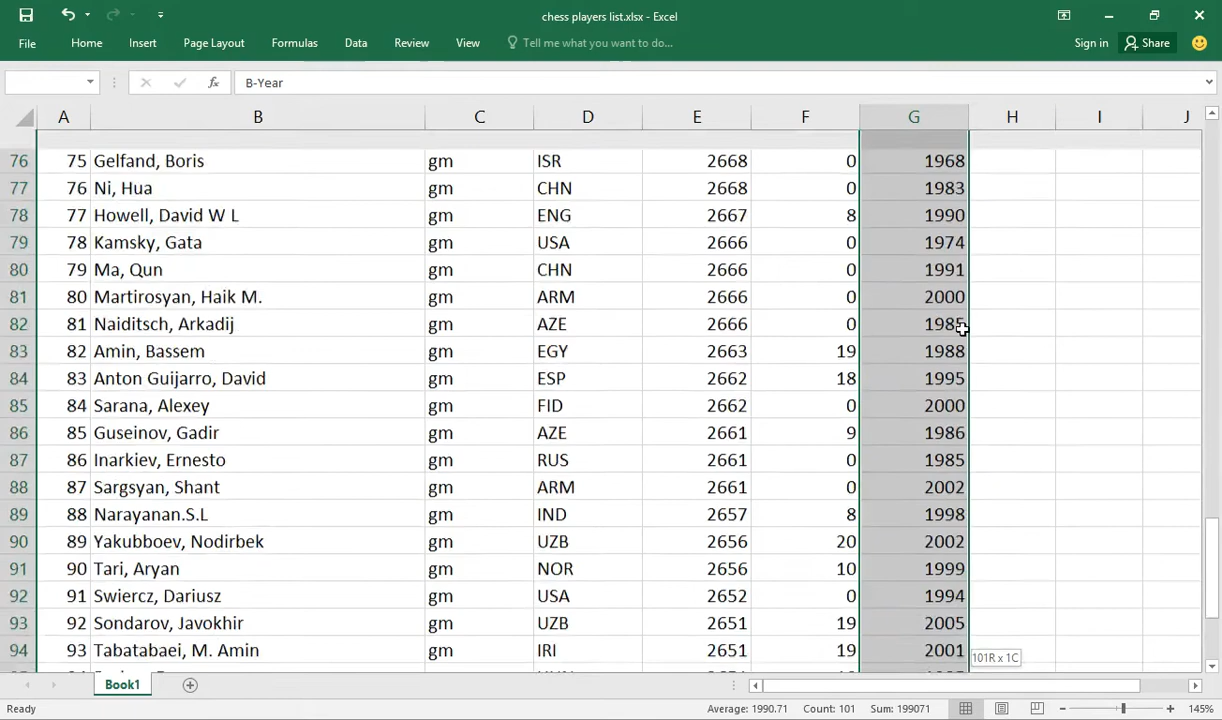 chess players list.xlsx - Excel
File Home Insert Page Layout Formulas Data Review View Tell me what you want to do... Sign in Share
fx B-Year
A B C D E F G H I J
76 75 Gelfand, Boris gm ISR 2668 0 1968
77 76 Ni, Hua gm CHN 2668 0 1983
78 77 Howell, David W L gm ENG 2667 8 1990
79 78 Kamsky, Gata gm USA 2666 0 1974
80 79 Ma, Qun gm CHN 2666 0 1991
81 80 Martirosyan, Haik M. gm ARM 2666 0 2000
82 81 Naiditsch, Arkadij gm AZE 2666 0 1985
83 82 Amin, Bassem gm EGY 2663 19 1988
84 83 Anton Guijarro, David gm ESP 2662 18 1995
85 84 Sarana, Alexey gm FID 2662 0 2000
86 85 Guseinov, Gadir gm AZE 2661 9 1986
87 86 Inarkiev, Ernesto gm RUS 2661 0 1985
88 87 Sargsyan, Shant gm ARM 2661 0 2002
89 88 Narayanan.S.L gm IND 2657 8 1998
90 89 Yakubboev, Nodirbek gm UZB 2656 20 2002
91 90 Tari, Aryan gm NOR 2656 10 1999
92 91 Swiercz, Dariusz gm USA 2652 0 1994
93 92 Sondarov, Javokhir gm UZB 2651 19 2005
94 93 Tabatabaei, M. Amin gm IRI 2651 19 2001
101R x 1C
Book1
Ready Average: 1990.71 Count: 101 Sum: 199071 145%